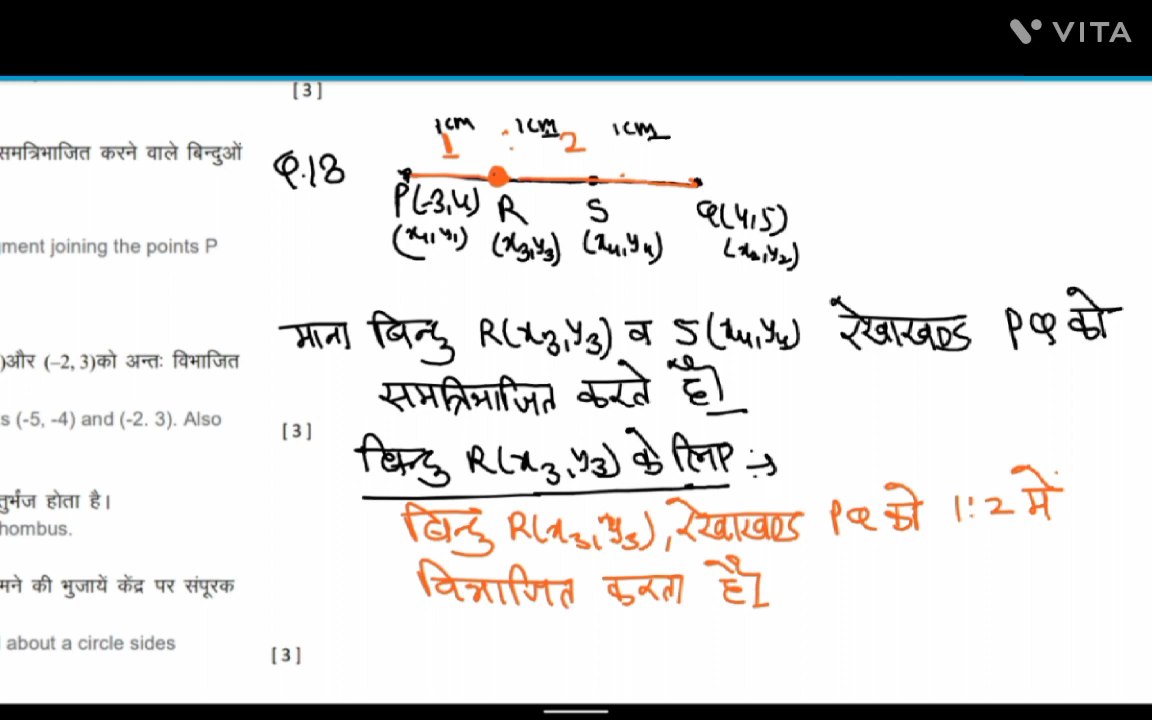 VITA
[3]
1cm 1cm 1cm
1 2
समत्रिभाजित करने वाले बिन्दुओं
Q.13
P(-3,4) R S Q(4,5)
(x₁,y₁) (x₃,y₃) (x₄,y₄) (x₂,y₂)
gment joining the points P
माना बिन्दु R(x₃,y₃) व S(x₄,y₄) रेखाखण्ड PQ को
)और (–2, 3)को अन्तः विभाजित
समत्रिभाजित करते है।
s (-5, -4) and (-2. 3). Also
[3]
बिन्दु R(x₃,y₃) के लिए :→
तुर्भंज होता है।
बिन्दु R(x₃,y₃), रेखाखण्ड PQ को 1:2 में
hombus.
मने की भुजायें केंद्र पर संपूरक
विभाजित करता है।
l about a circle sides
[3]